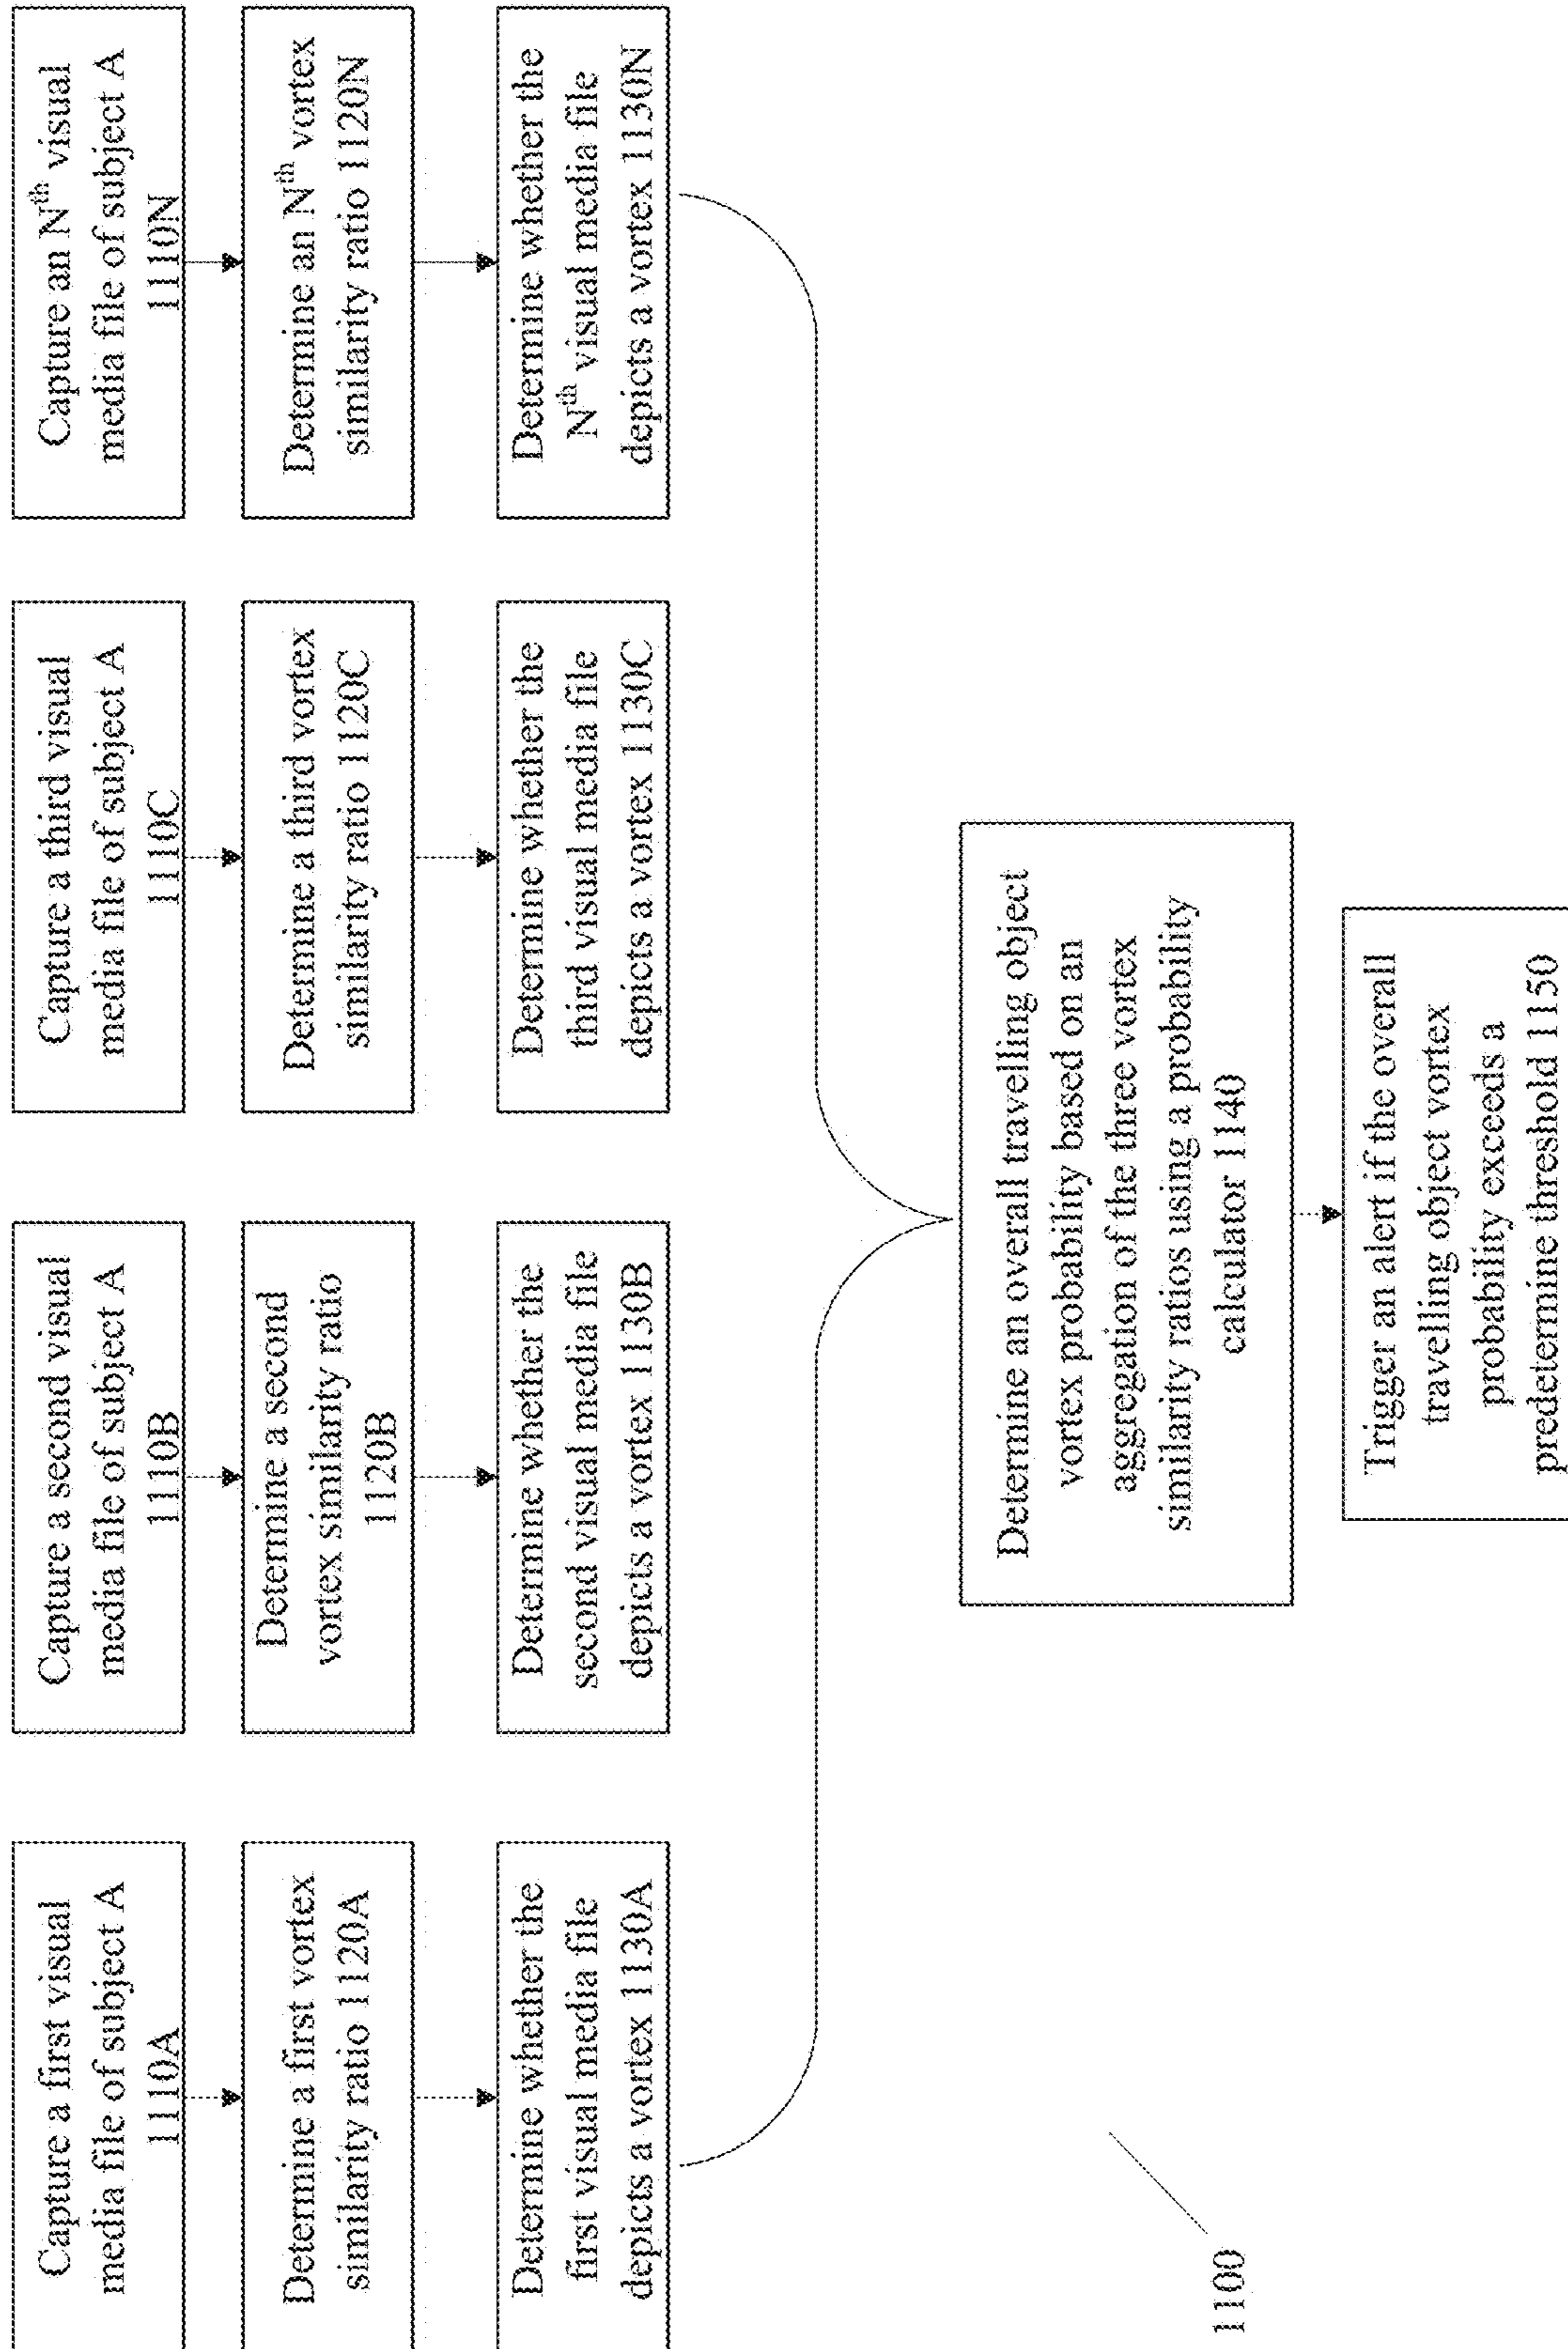 Capture a first visual
media file of subject A
1110A
Determine a first vortex
similarity ratio 1120A
Determine whether the
first visual media file
depicts a vortex 1130A
Capture a second visual
media file of subject A
1110B
Determine a second
vortex similarity ratio
1120B
Determine whether the
second visual media file
depicts a vortex 1130B
Capture a third visual
media file of subject A
1110C
Determine a third vortex
similarity ratio 1120C
Determine whether the
third visual media file
depicts a vortex 1130C
Capture an Nth visual
media file of subject A
1110N
Determine an Nth vortex
similarity ratio 1120N
Determine whether the
Nth visual media file
depicts a vortex 1130N
Determine an overall travelling object
vortex probability based on an
aggregation of the three vortex
similarity ratios using a probability
calculator 1140
Trigger an alert if the overall
travelling object vortex
probability exceeds a
predetermine threshold 1150
1100